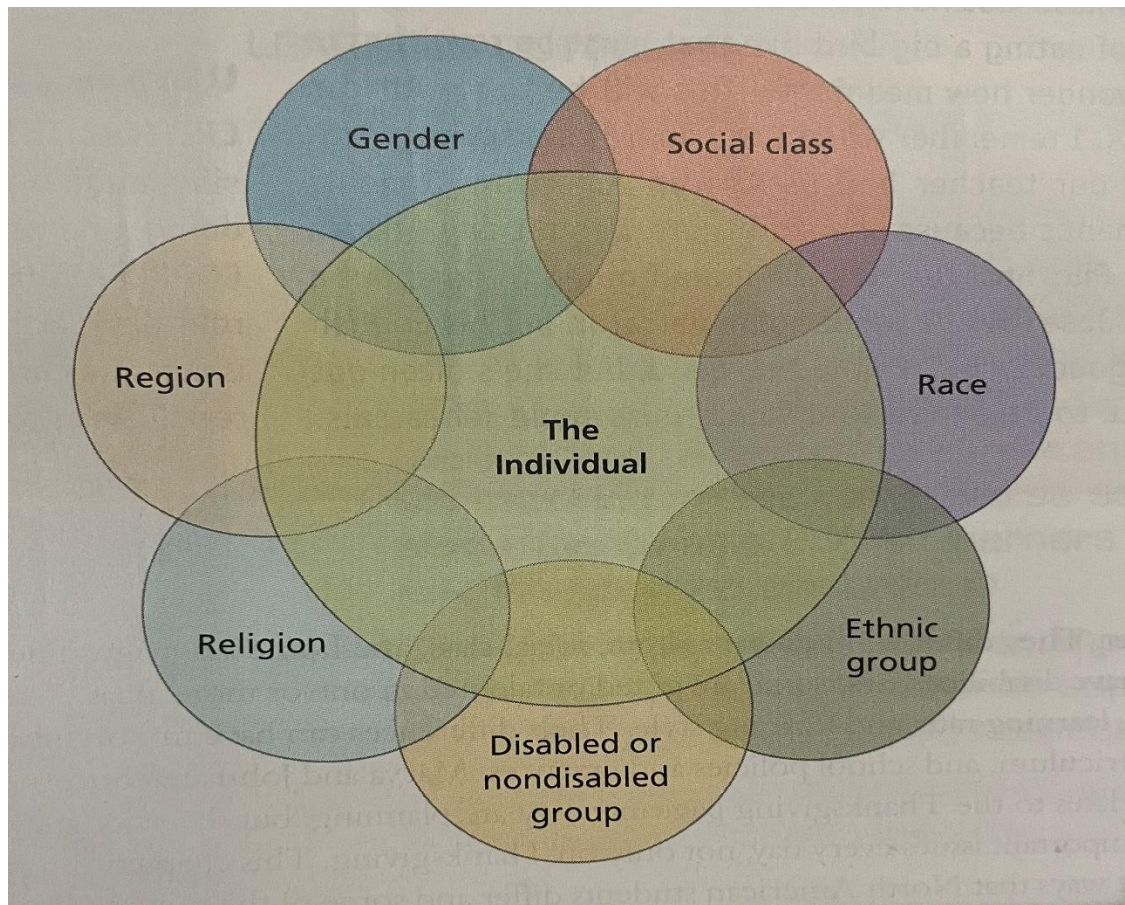 Gender
Social class
Region
Race
The
Individual
Religion
Ethnic
group
Disabled or
nondisabled
group